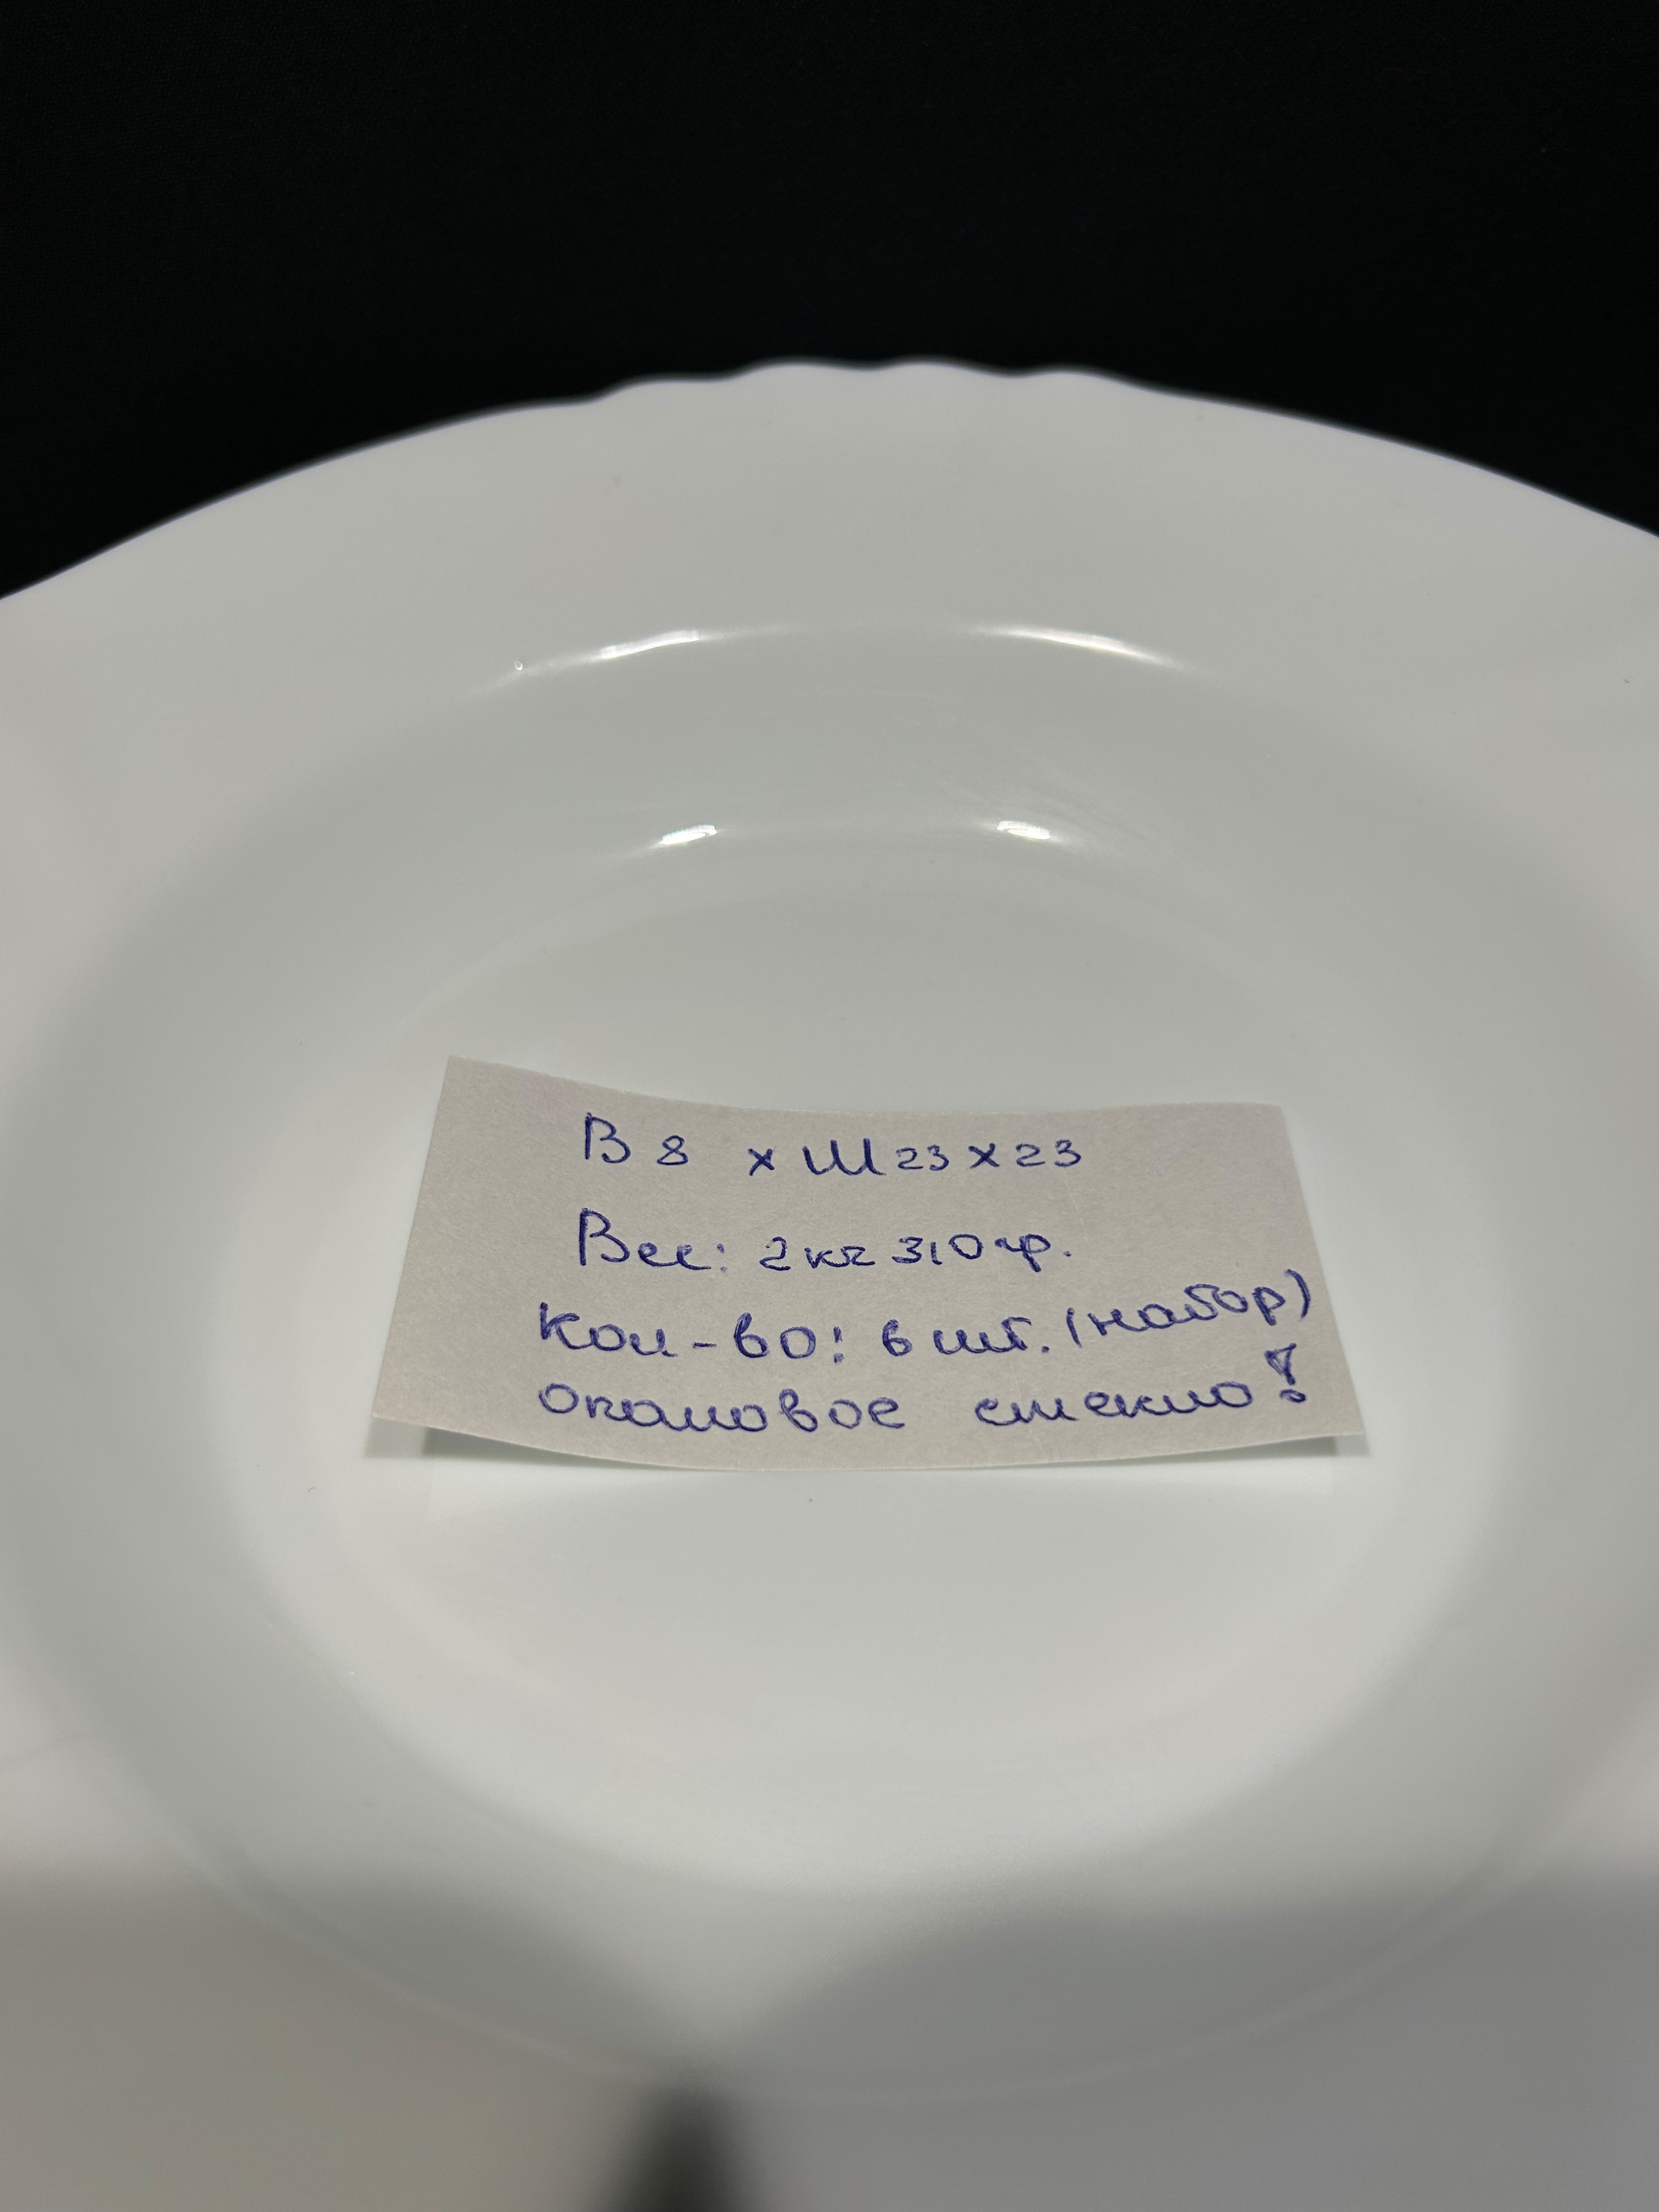 В 8 х Ш 23 х 23
Вес: 2 кг 310 гр.
Кол-во: 6 шт. (набор)
Опаловое стекло!